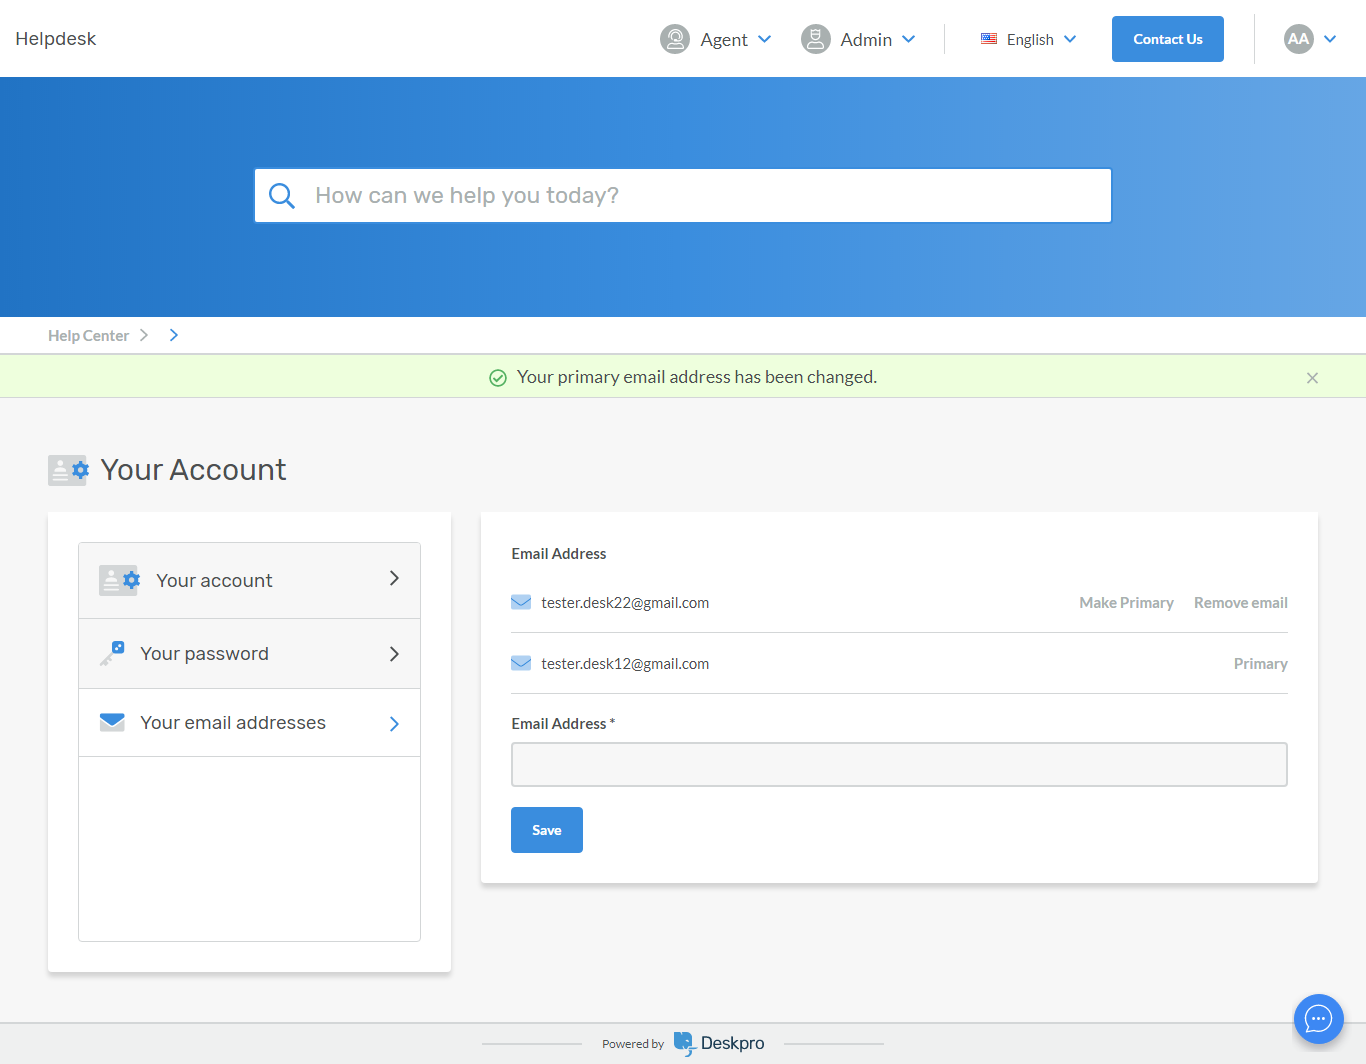 Helpdesk
Agent
Admin
English
Contact Us
AA
How can we help you today?
Help Center
Your primary email address has been changed.
Your Account
Your account
Your password
Your email addresses
Email Address
tester.desk22@gmail.com Make Primary Remove email
tester.desk12@gmail.com Primary
Email Address *
Save
Powered by Deskpro